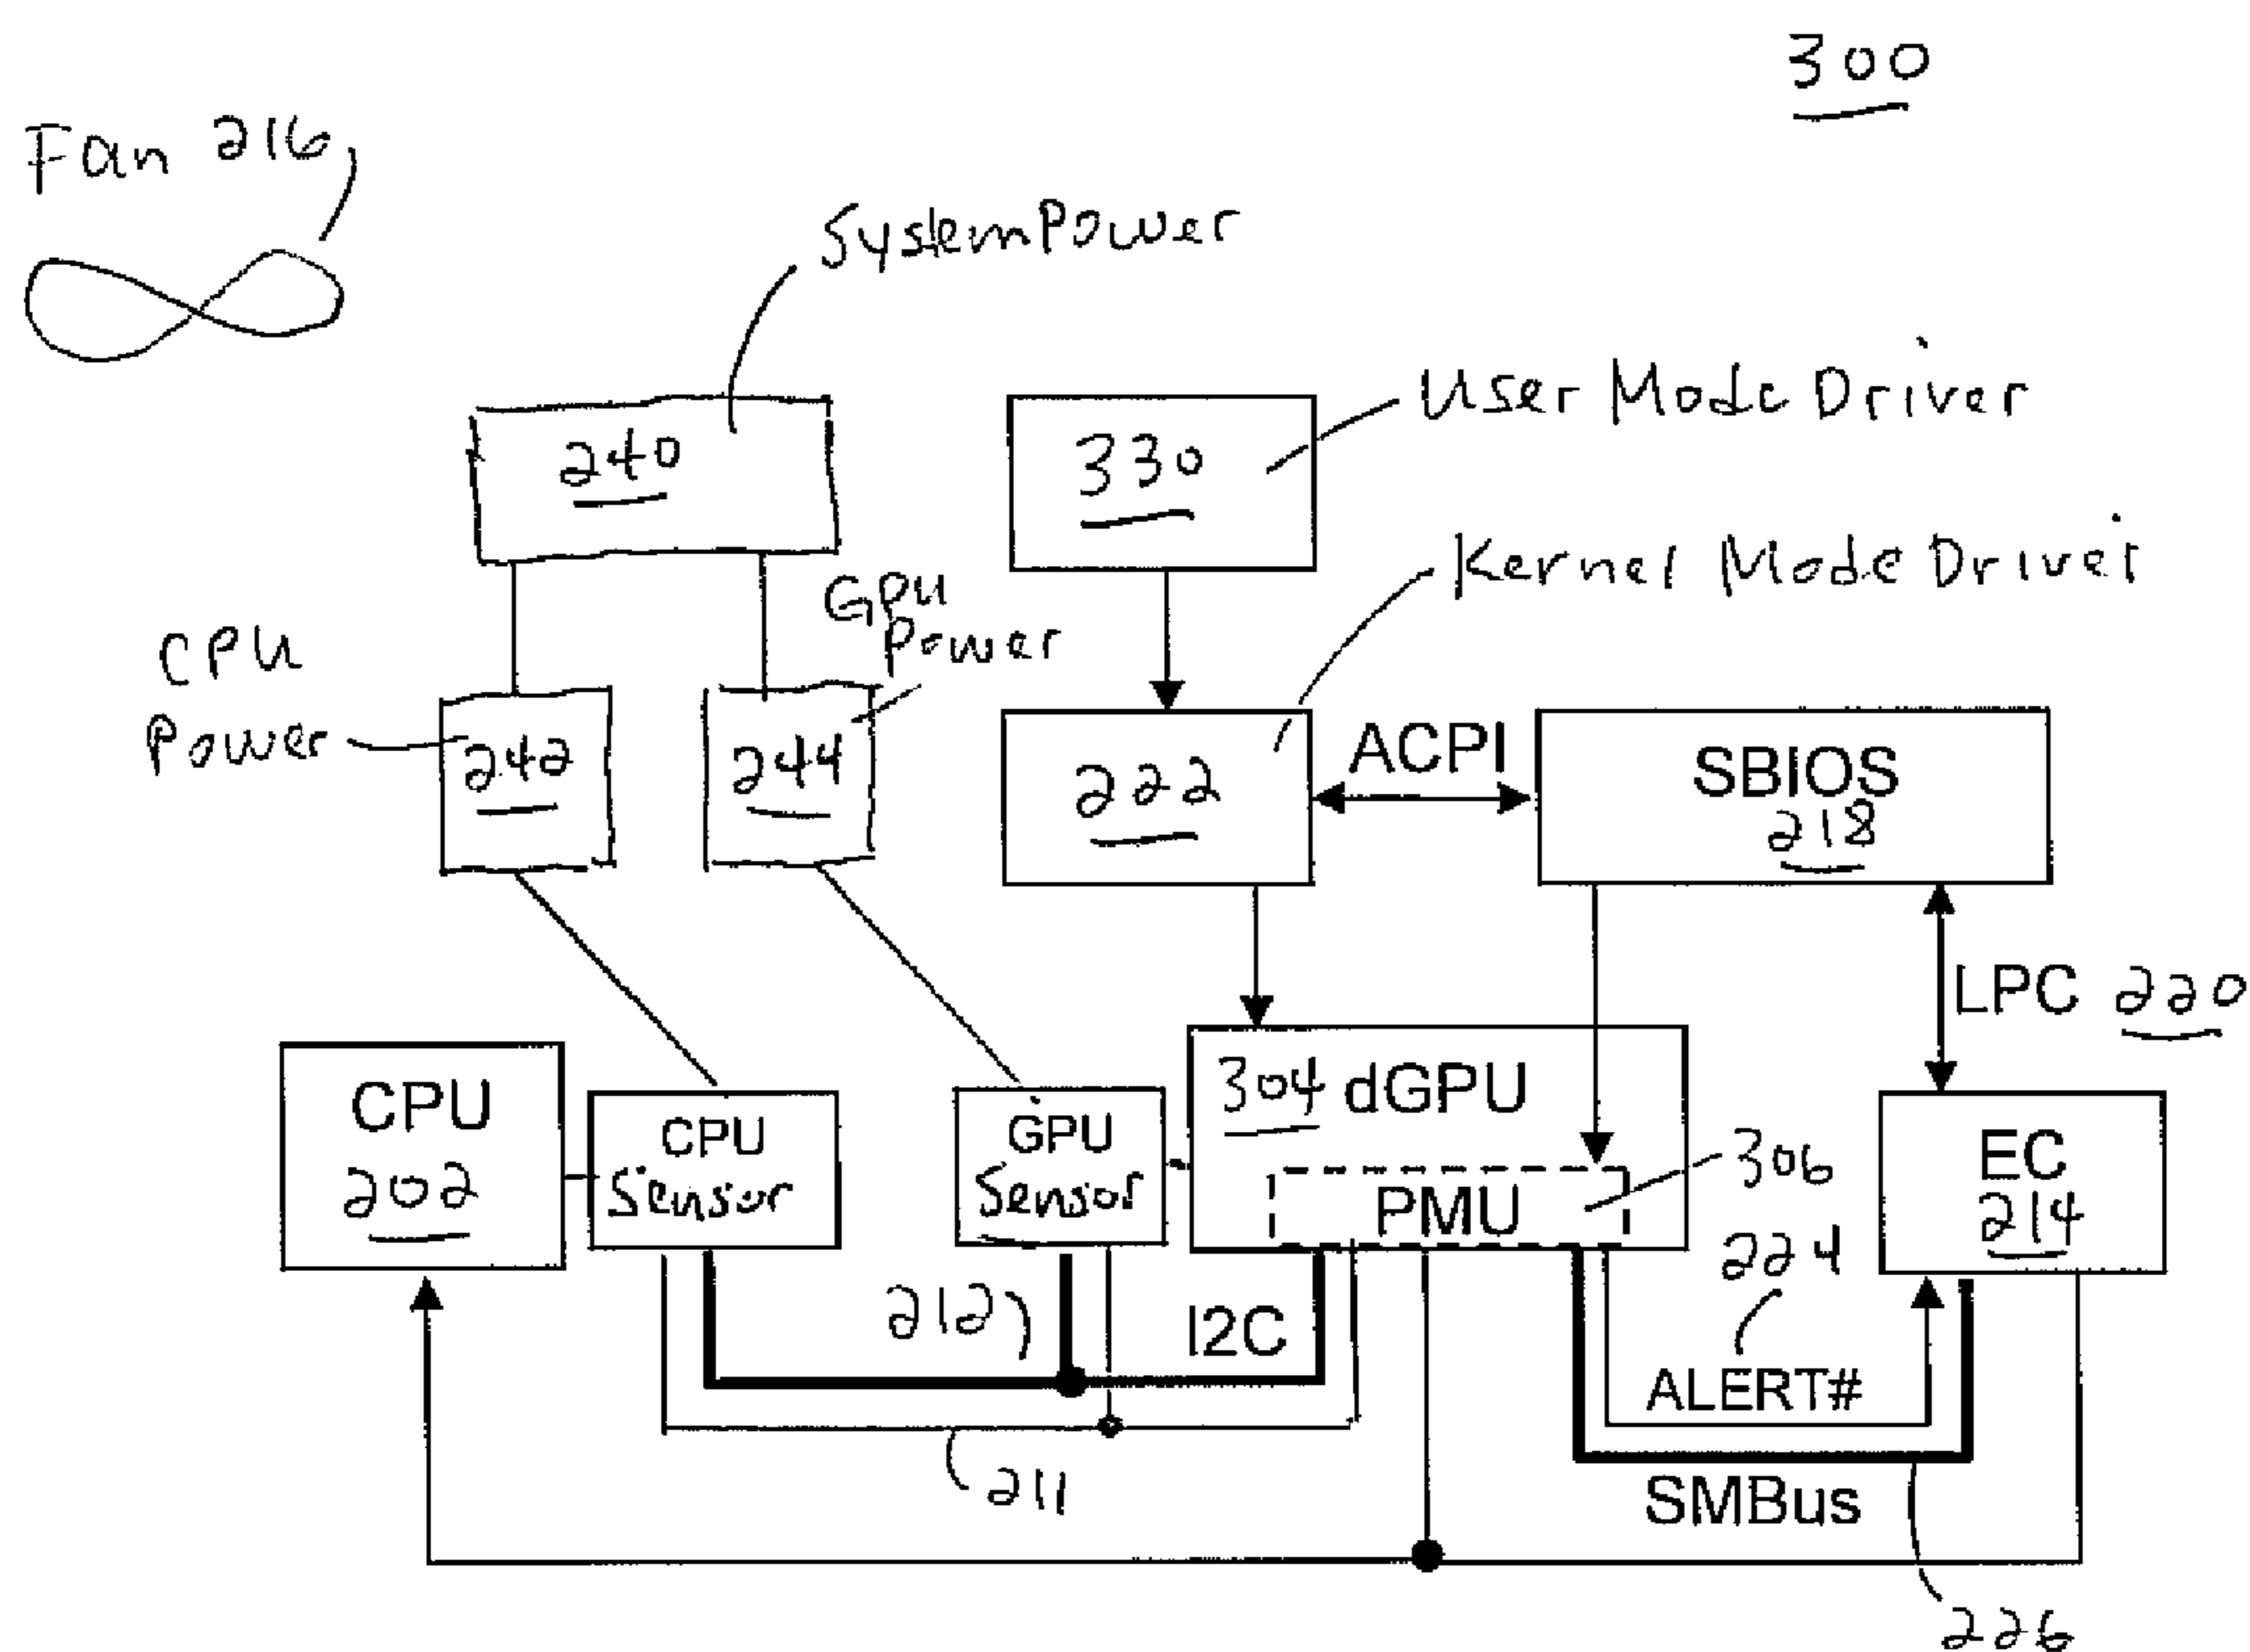 300
Fan 216
System Power
240
330
User Mode Driver
Kernel Mode Driver
GPU
Power
CPU
Power
242
244
222
ACPI
SBIOS
218
LPC 220
CPU
202
CPU
Sensor
GPU
Sensor
304 dGPU
PMU
306
EC
214
224
212
I2C
ALERT#
211
SMBus
226